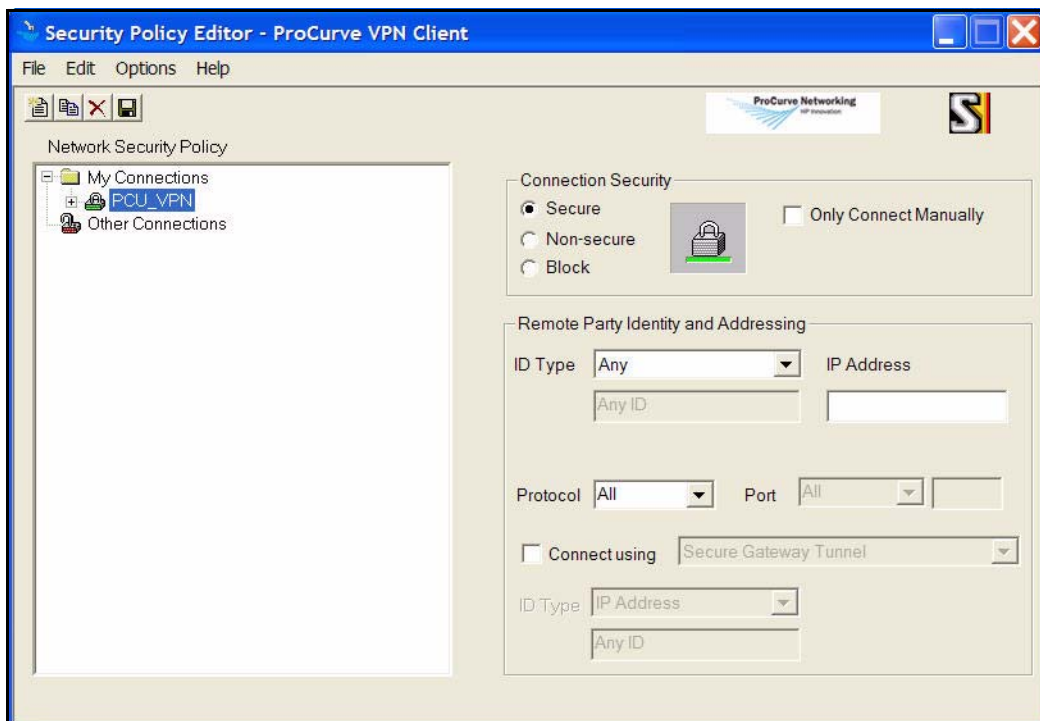 Security Policy Editor - ProCurve VPN Client
File Edit Options Help
ProCurve Networking
HP Innovation
Network Security Policy
My Connections
PCU_VPN
Other Connections
Connection Security
Secure
Non-secure
Block
Only Connect Manually
Remote Party Identity and Addressing
ID Type Any IP Address
Any ID
Protocol All Port All
Connect using Secure Gateway Tunnel
ID Type IP Address
Any ID